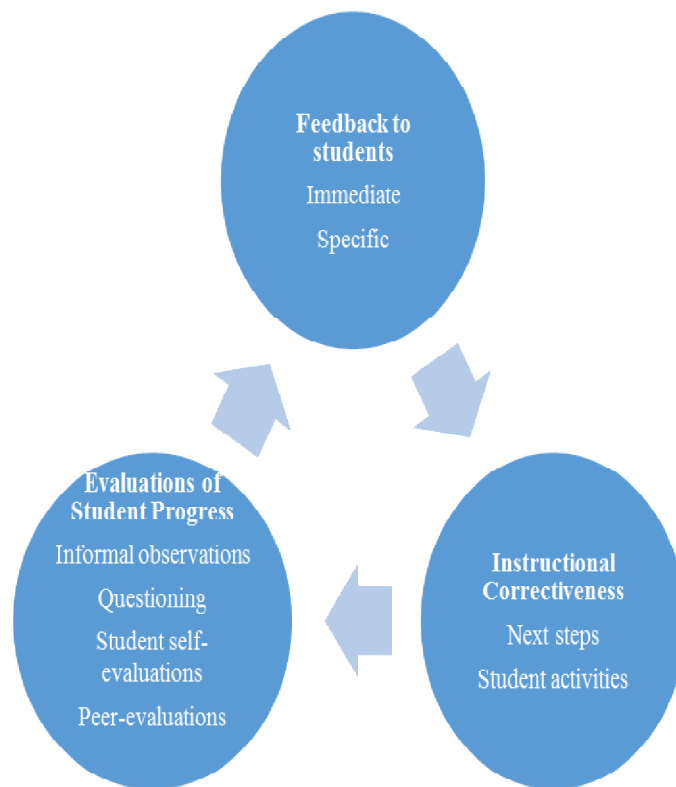 Feedback to
students
Immediate
Specific
Evaluations of
Student Progress
Informal observations
Questioning
Student self-
evaluations
Peer-evaluations
Instructional
Correctiveness
Next steps
Student activities